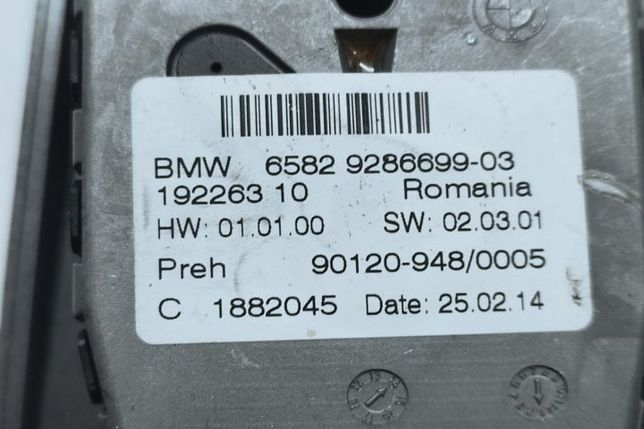 BMW 6582 9286699-03
192263 10 Romania
HW: 01.01.00 SW: 02.03.01
Preh 90120-948/0005
C 1882045 Date: 25.02.14